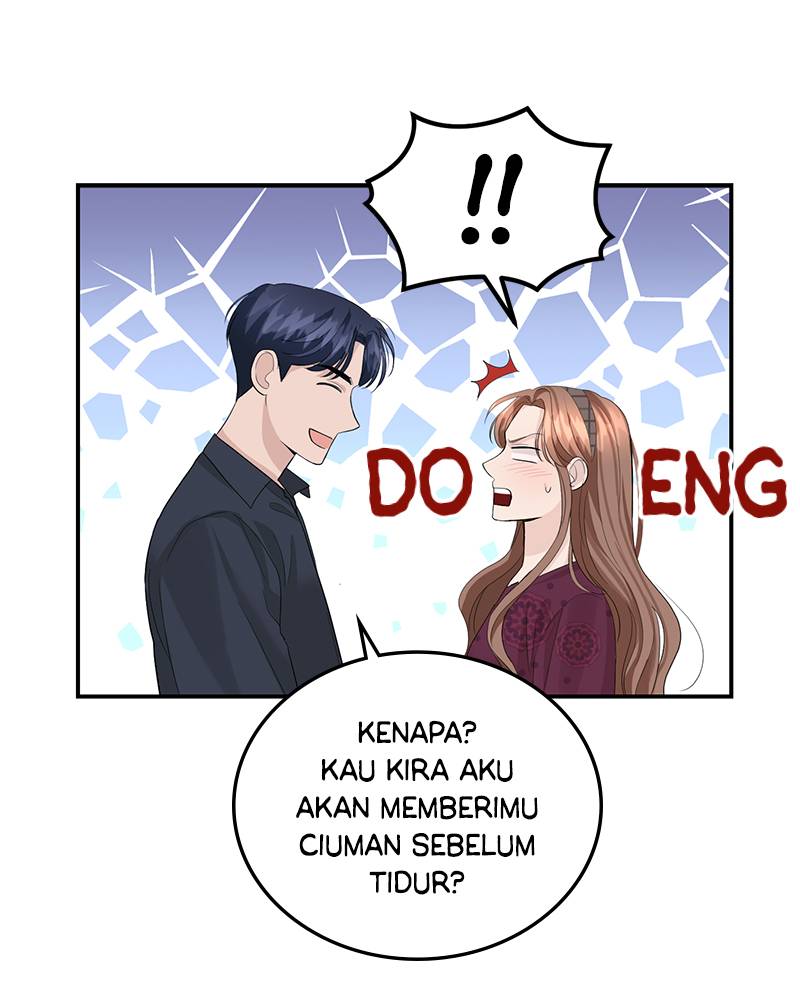 !!
DO ENG
KENAPA?
KAU KIRA AKU
AKAN MEMBERIMU
CIUMAN SEBELUM
TIDUR?